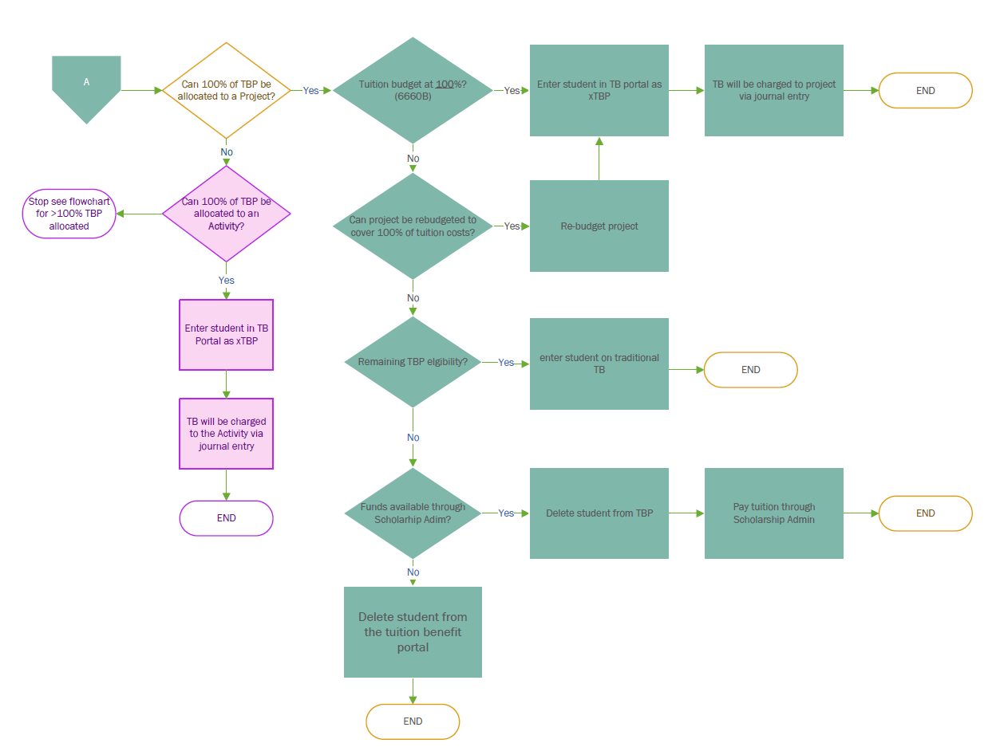 A
Can 100% of TBP be
allocated to a Project?
Yes
Tuition budget at 100%?
(6660B)
Yes
Enter student in TB portal as
xTBP
TB will be charged to project
via journal entry
END
No
No
Stop see flowchart
for >100% TBP
allocated
Can 100% of TBP be
allocated to an
Activity?
Can project be rebudgeted to
cover 100% of tuition costs?
Yes
Re-budget project
Yes
No
Enter student in TB
Portal as xTBP
Remaining TBP elgibility?
Yes
enter student on traditional
TB
END
TB will be charged
to the Activity via
journal entry
No
END
Funds available through
Scholarhip Adim?
Yes
Delete student from TBP
Pay tuition through
Scholarship Admin
END
No
Delete student from
the tuition benefit
portal
END